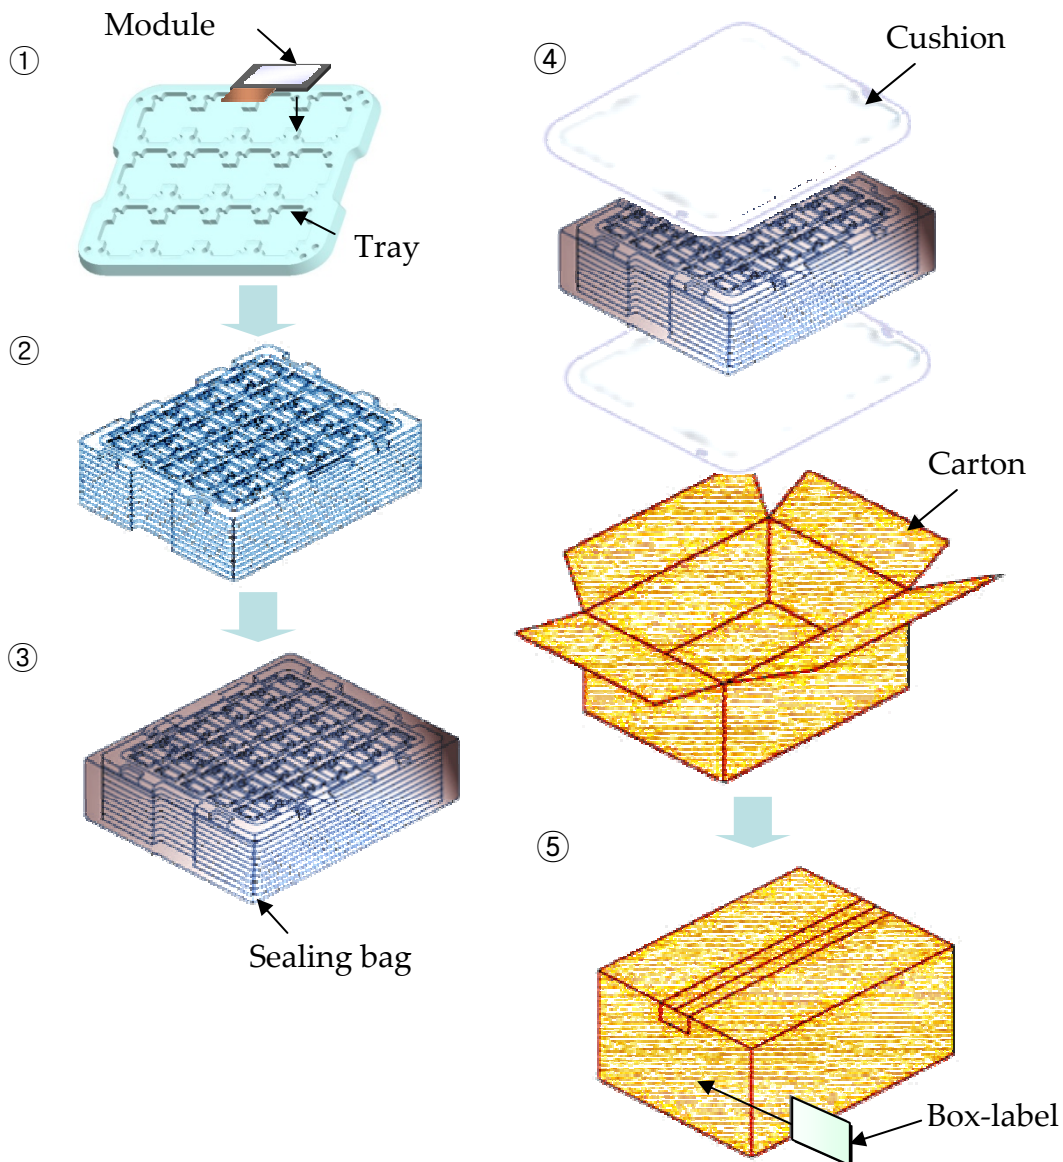 ①
Module
Tray
②
③
Sealing bag
④
Cushion
Carton
⑤
Box-label